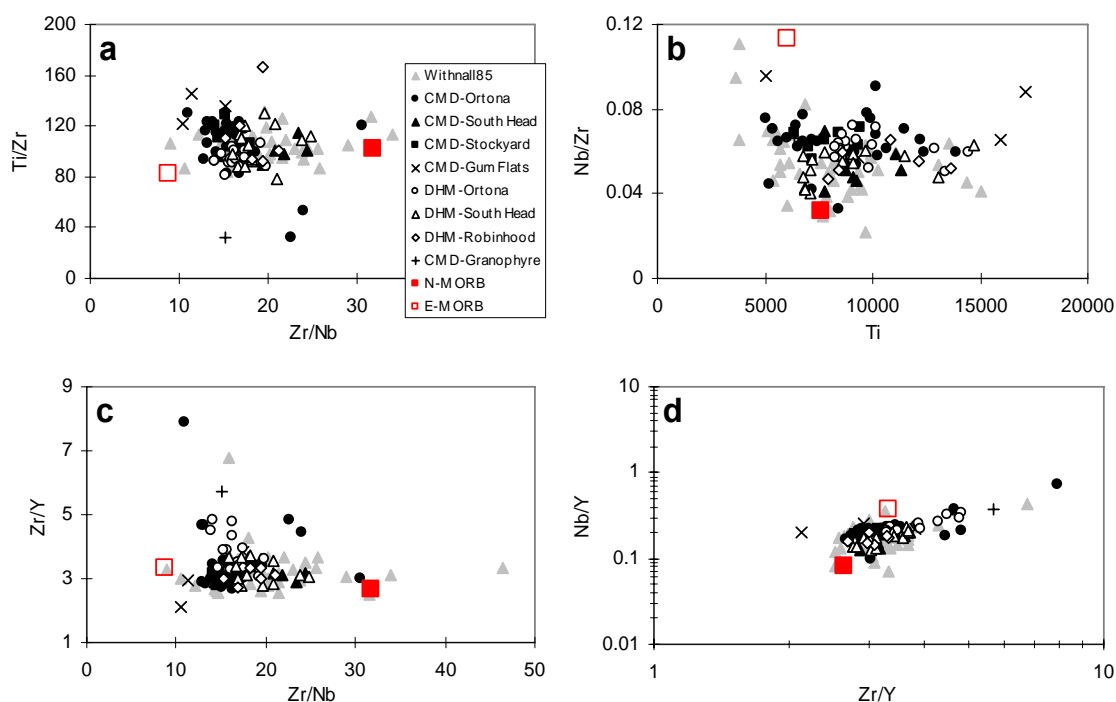 a
Ti/Zr
200
160
120
80
40
0
0
10
20
30
Zr/Nb
Withnall85
CMD-Ortona
CMD-South Head
CMD-Stockyard
CMD-Gum Flats
DHM-Ortona
DHM-South Head
DHM-Robinhood
CMD-Granophyre
N-MORB
E-MORB
b
Nb/Zr
0.12
0.08
0.04
0
0
5000
10000
15000
20000
Ti
c
Zr/Y
9
7
5
3
1
0
10
20
30
40
50
Zr/Nb
d
Nb/Y
10
1
0.1
0.01
1
10
Zr/Y